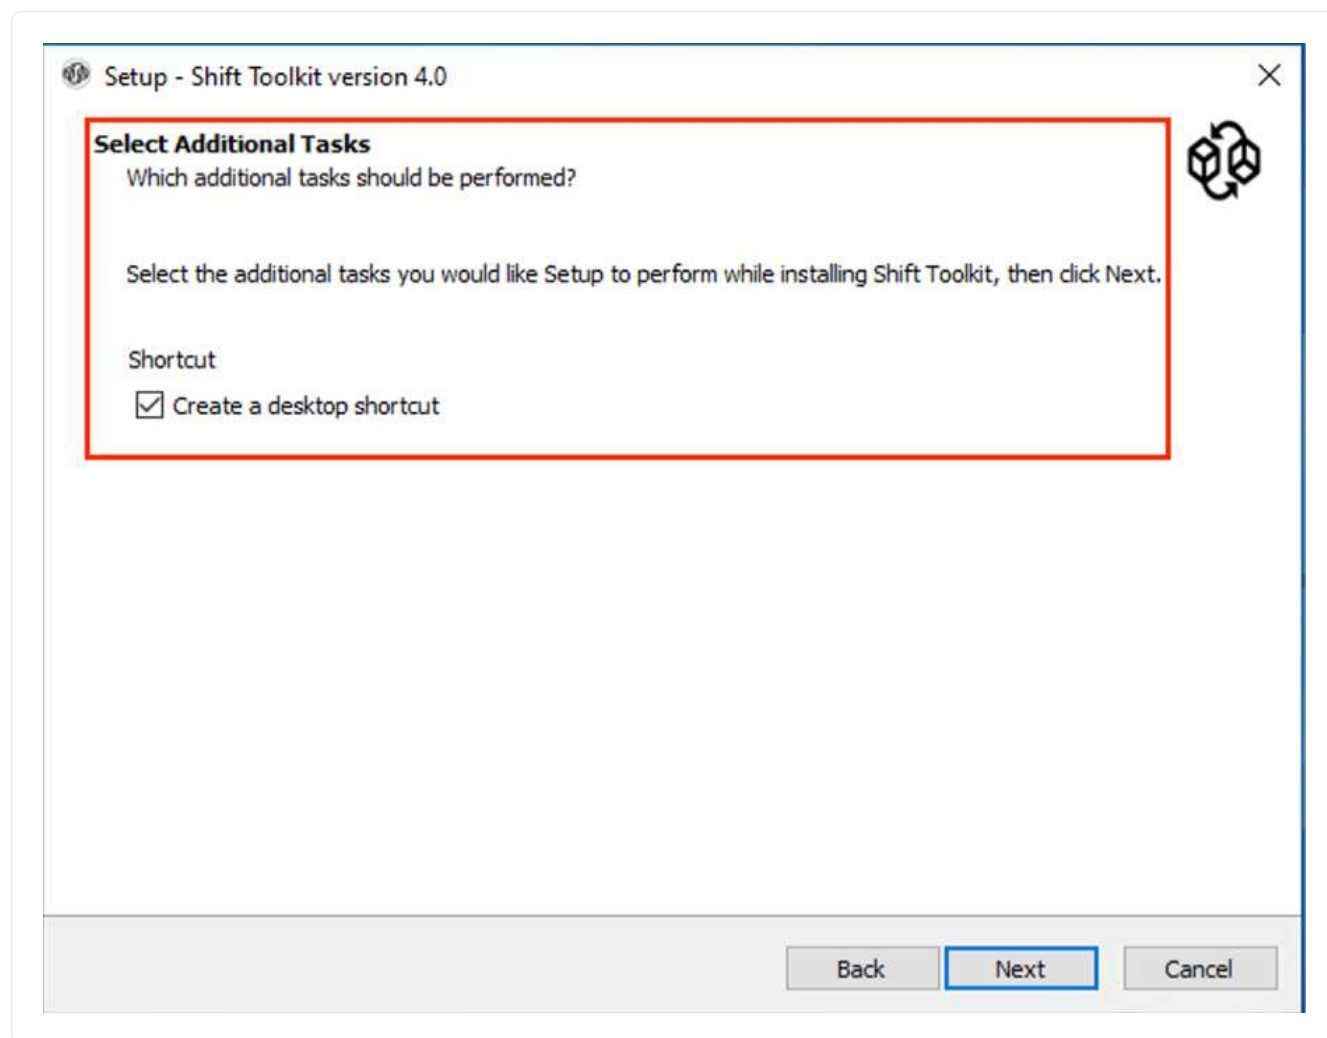 Setup - Shift Toolkit version 4.0
Select Additional Tasks
Which additional tasks should be performed?
Select the additional tasks you would like Setup to perform while installing Shift Toolkit, then click Next.
Shortcut
Create a desktop shortcut
Back Next Cancel